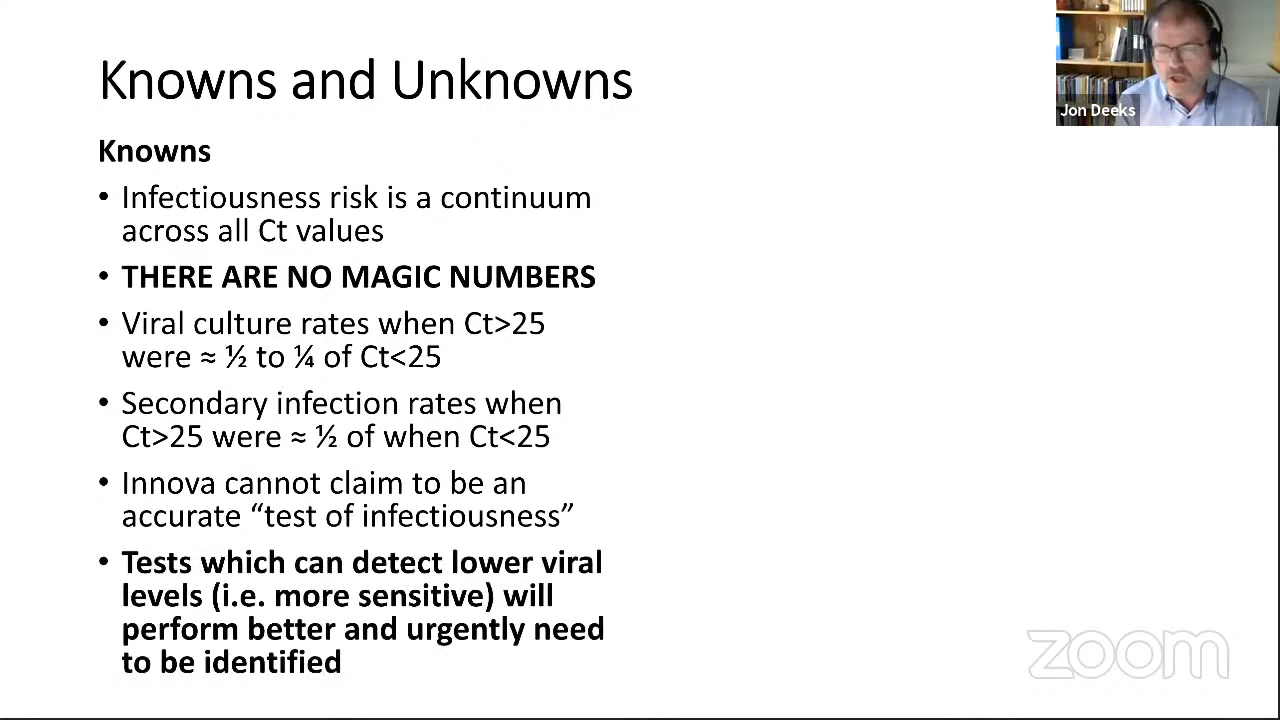 Knowns and Unknowns
Jon Deeks
Knowns
• Infectiousness risk is a continuum
across all Ct values
• THERE ARE NO MAGIC NUMBERS
• Viral culture rates when Ct>25
were ≈ ½ to ¼ of Ct<25
• Secondary infection rates when
Ct>25 were ≈ ½ of when Ct<25
• Innova cannot claim to be an
accurate “test of infectiousness”
• Tests which can detect lower viral
levels (i.e. more sensitive) will
perform better and urgently need
to be identified
zoom